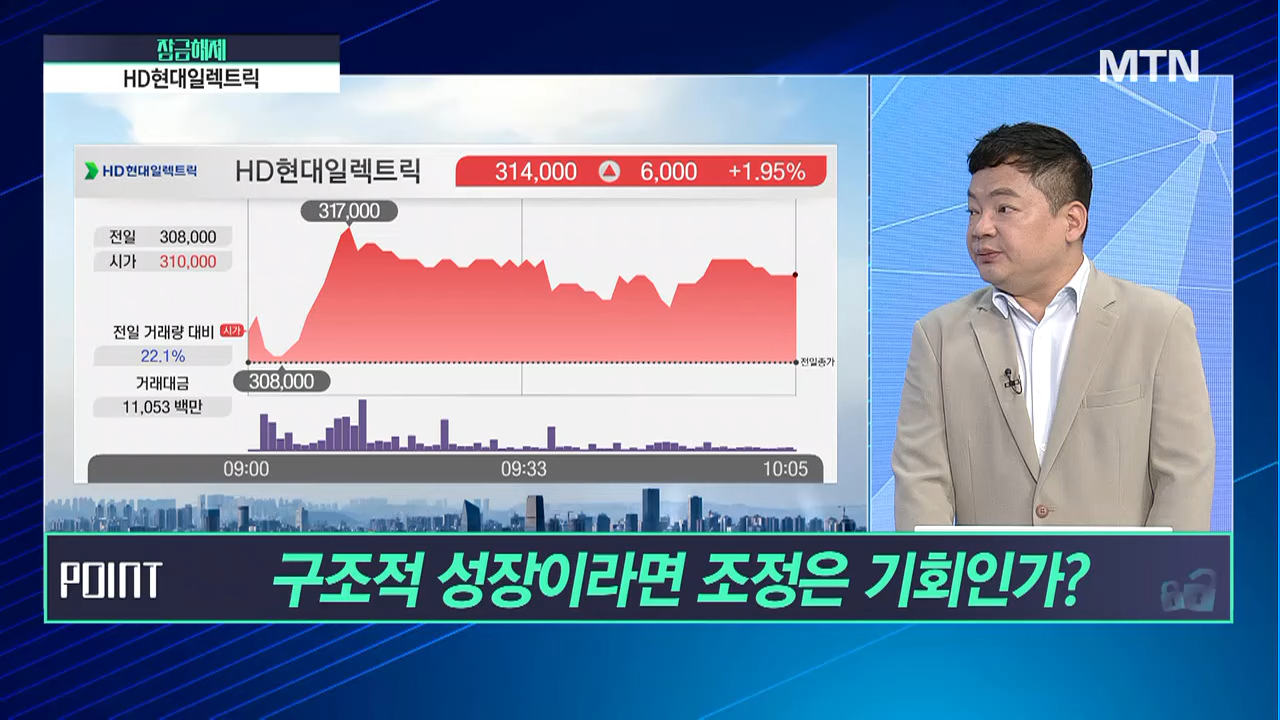 잠금해제
HD현대일렉트릭
MTN
HD현대일렉트릭
HD현대일렉트릭
314,000 ▲ 6,000 +1.95%
317,000
전일 308,000
시가 310,000
전일 거래량 대비
시가
22.1%
전일종가
308,000
거래대금
11,053 백만
09:00 09:33 10:05
POINT
구조적 성장이라면 조정은 기회인가?